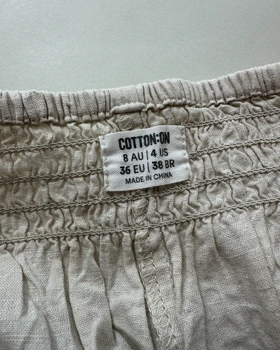 COTTON:ON
8 AU | 4 US
36 EU | 38 BR
MADE IN CHINA